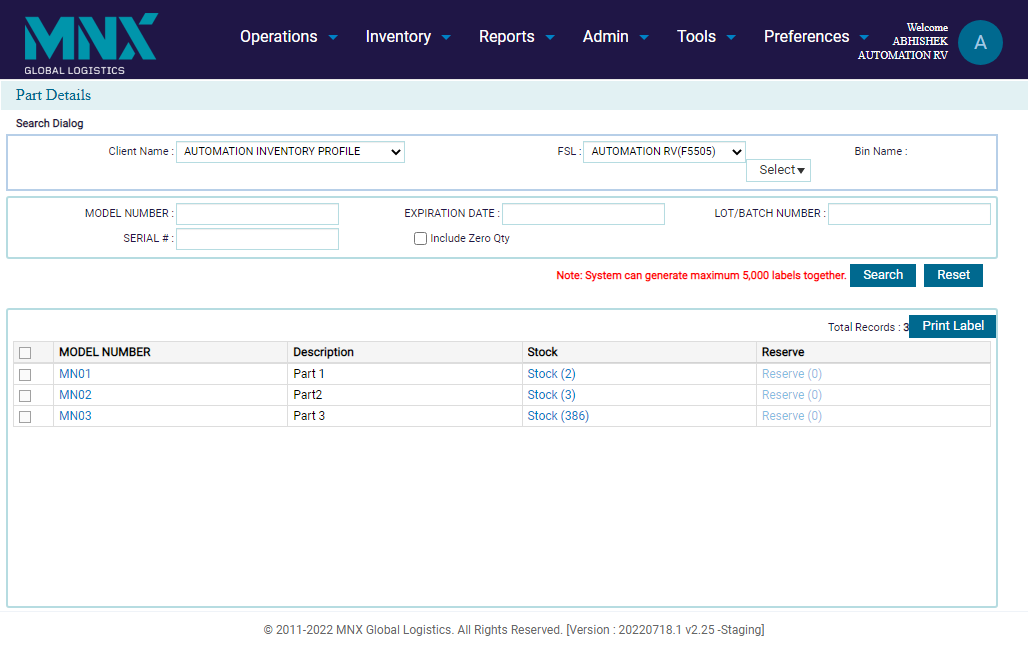 MNX
GLOBAL LOGISTICS
Operations Inventory Reports Admin Tools Preferences
Welcome
ABHISHEK
AUTOMATION RV
A
Part Details
Search Dialog
Client Name : AUTOMATION INVENTORY PROFILE FSL : AUTOMATION RV(F5505) Bin Name :
Select
MODEL NUMBER : EXPIRATION DATE : LOT/BATCH NUMBER :
SERIAL # : Include Zero Qty
Note: System can generate maximum 5,000 labels together. Search Reset
Total Records : 3 Print Label
MODEL NUMBER Description Stock Reserve
MN01 Part 1 Stock (2) Reserve (0)
MN02 Part2 Stock (3) Reserve (0)
MN03 Part 3 Stock (386) Reserve (0)
© 2011-2022 MNX Global Logistics. All Rights Reserved. [Version : 20220718.1 v2.25 -Staging]